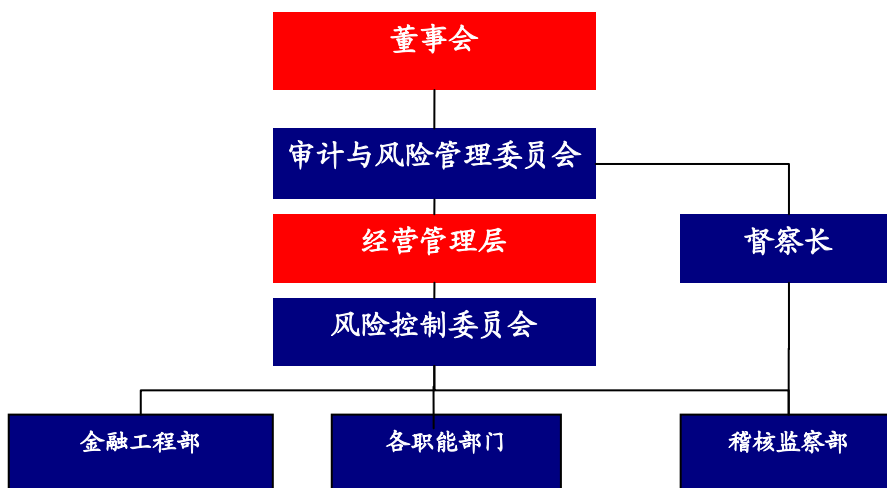 董事会
审计与风险管理委员会
经营管理层
督察长
风险控制委员会
金融工程部
各职能部门
稽核监察部